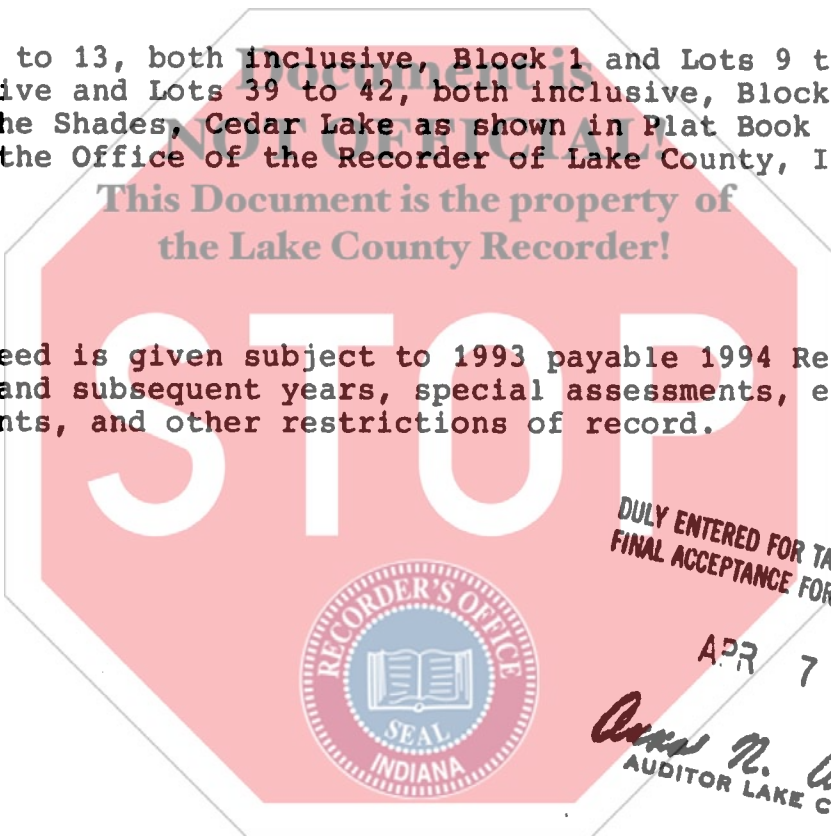 to 13, both inclusive, Block 1 and Lots 9 t
Document is
ive and Lots 39 to 42, both inclusive, Block
he Shades, Cedar Lake as shown in Plat Book
NOT OFFICIAL!
the Office of the Recorder of Lake County, I
This Document is the property of
the Lake County Recorder!
STOP
eed is given subject to 1993 payable 1994 Re
and subsequent years, special assessments, e
nts, and other restrictions of record.
DULY ENTERED FOR TA
FINAL ACCEPTANCE FOR
APR 7
N.
AUDITOR LAKE C
RECORDER'S OFFICE
SEAL
INDIANA